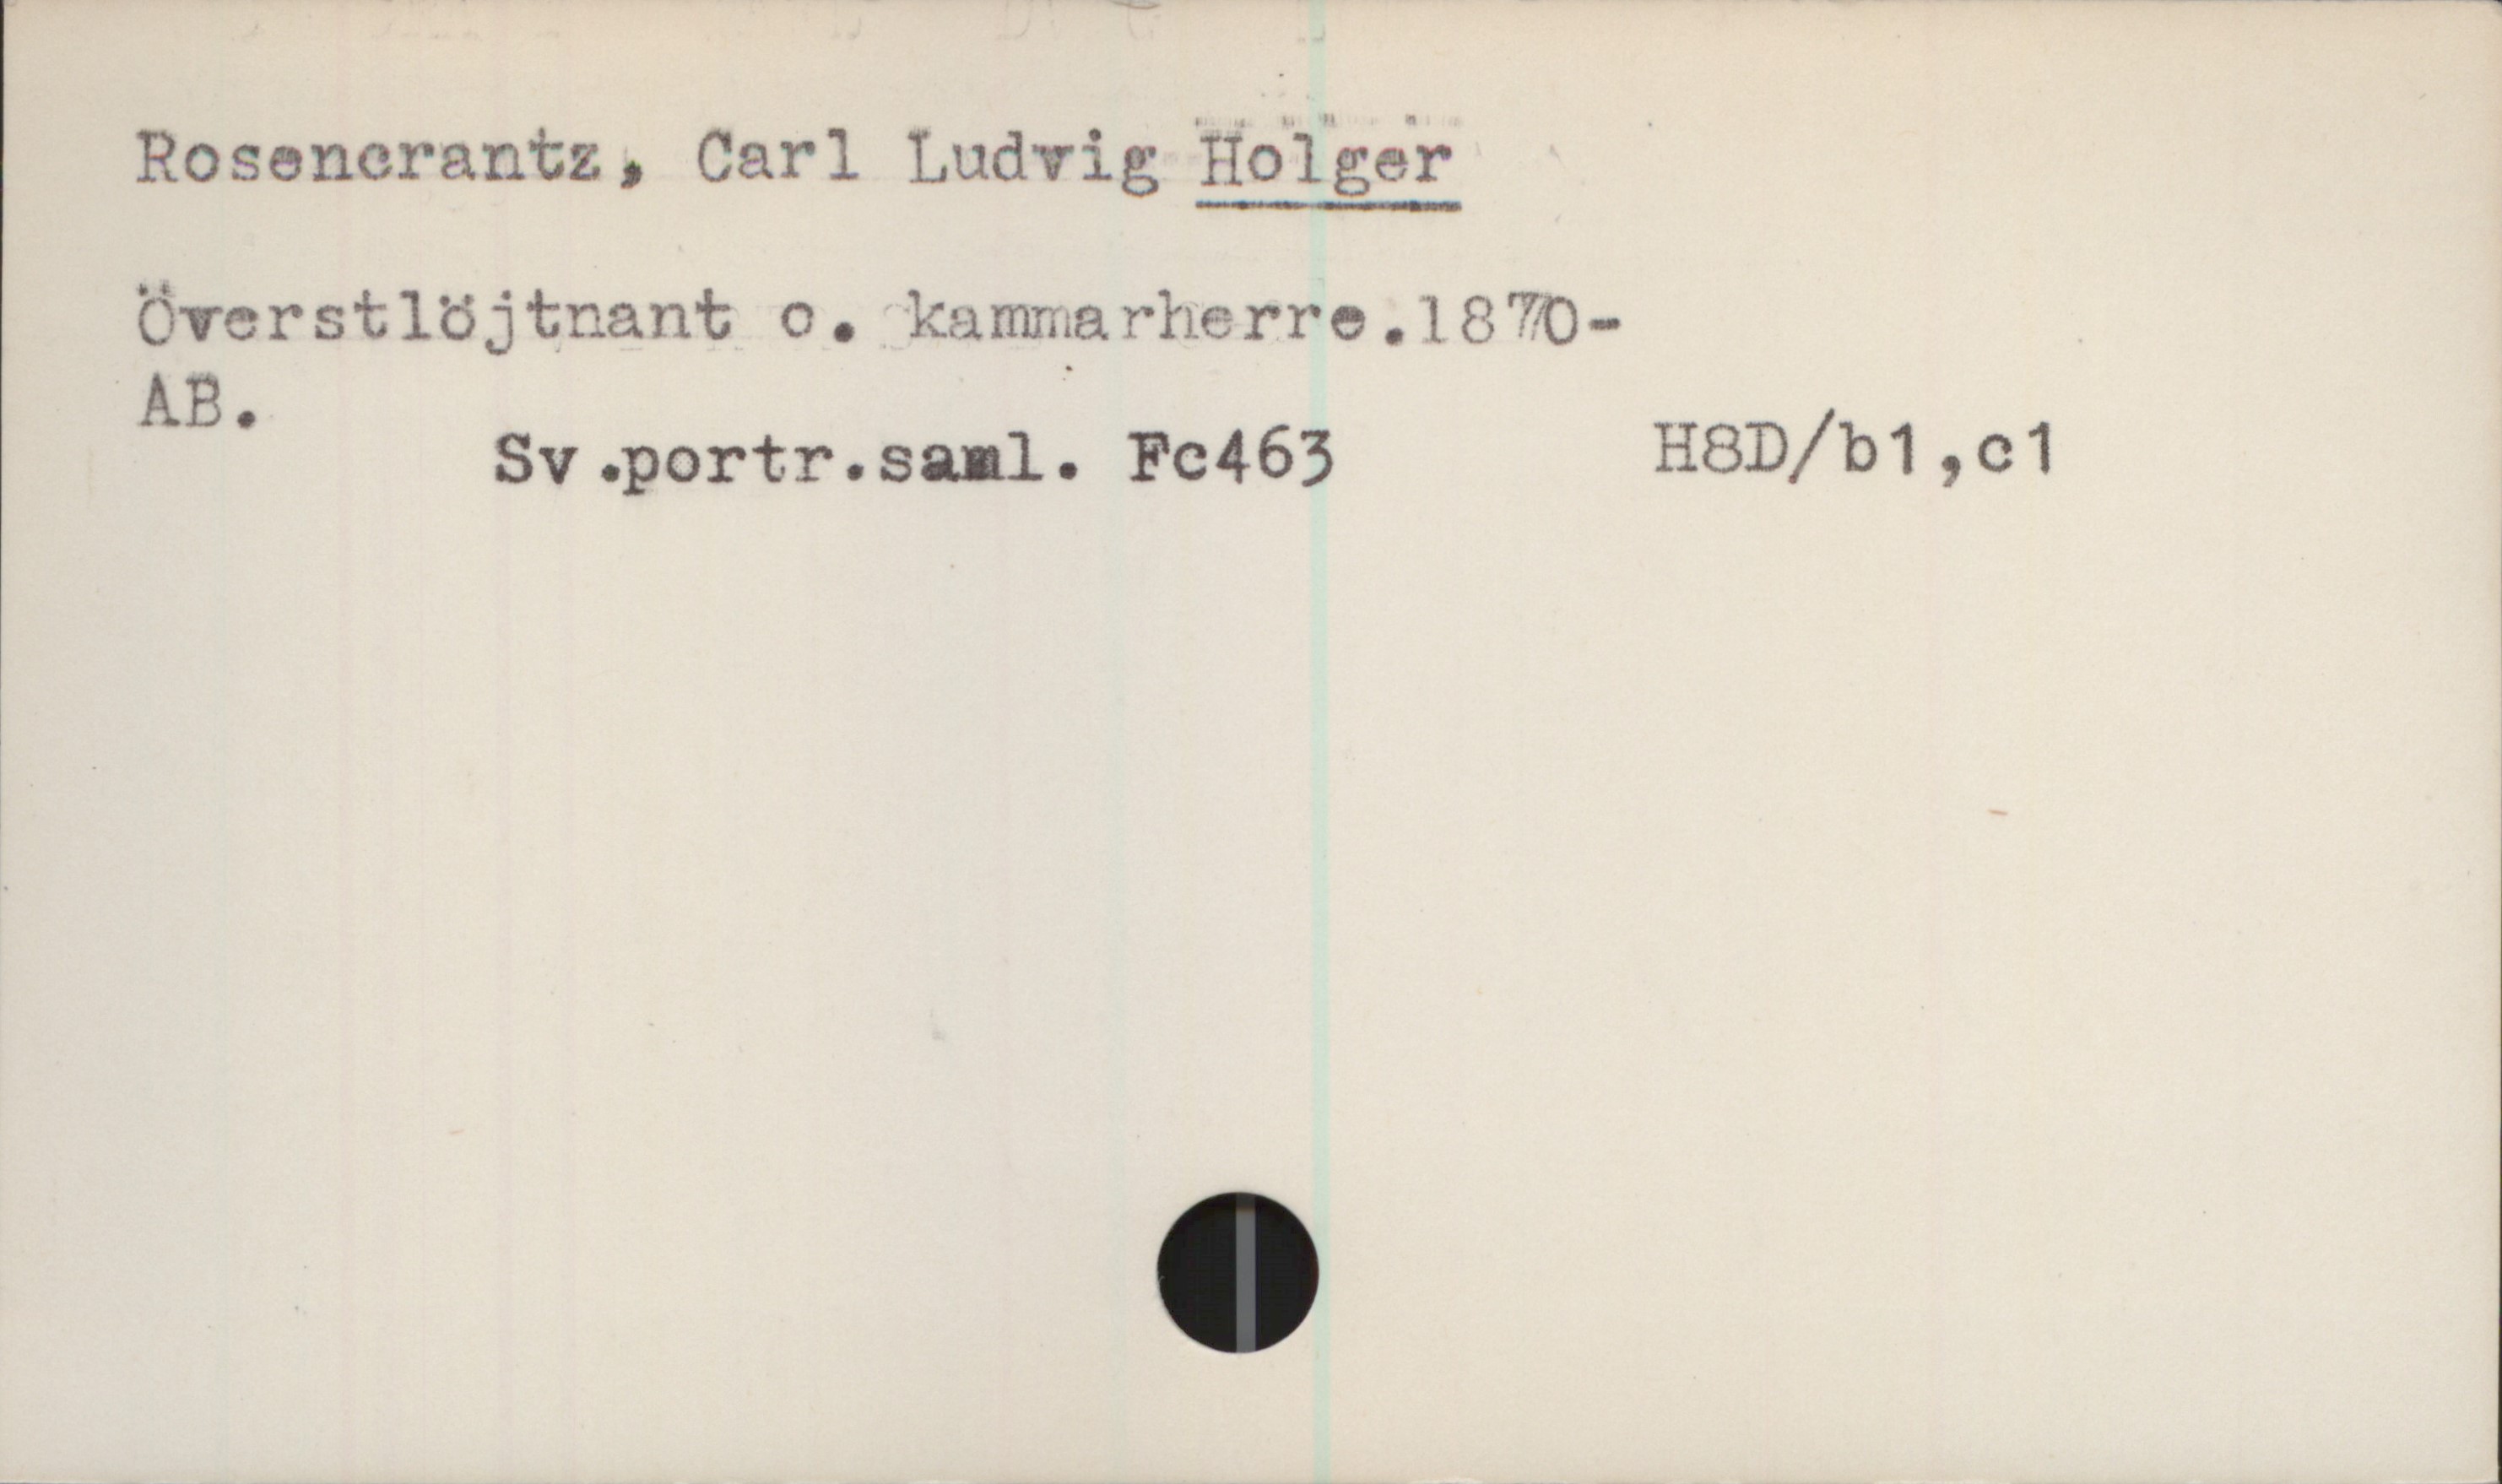 Rosencrantz, Carl Ludvig Holger
Överstlöjtnant o. kammarherre.1870-
AB.
Sv.portr.saml. Fc463 H8D/b1,c1